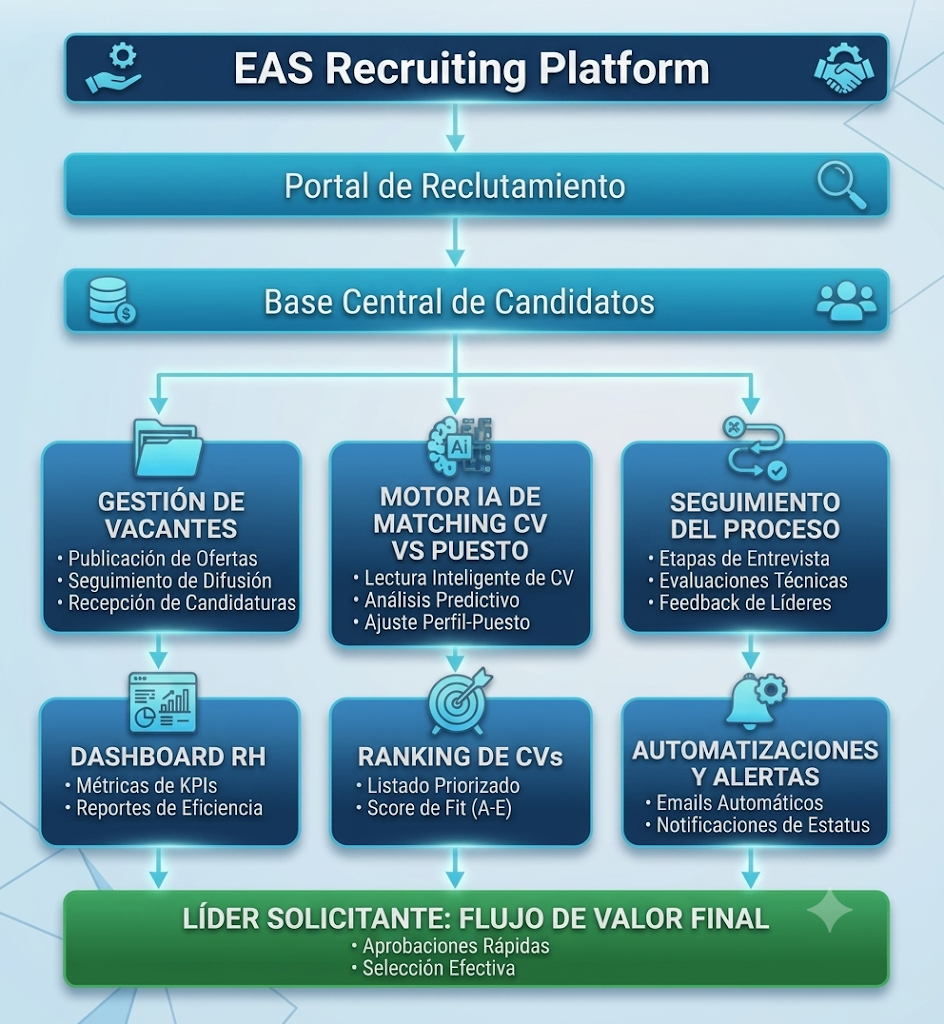 EAS Recruiting Platform
Portal de Reclutamiento
Base Central de Candidatos
$
GESTIÓN DE
VACANTES
• Publicación de Ofertas
• Seguimiento de Difusión
• Recepción de Candidaturas
Ai
MOTOR IA DE
MATCHING CV
VS PUESTO
• Lectura Inteligente de CV
• Análisis Predictivo
• Ajuste Perfil-Puesto
SEGUIMIENTO
DEL PROCESO
• Etapas de Entrevista
• Evaluaciones Técnicas
• Feedback de Líderes
DASHBOARD RH
• Métricas de KPIs
• Reportes de Eficiencia
RANKING DE CVs
• Listado Priorizado
• Score de Fit (A-E)
AUTOMATIZACIONES
Y ALERTAS
• Emails Automáticos
• Notificaciones de Estatus
LÍDER SOLICITANTE: FLUJO DE VALOR FINAL
• Aprobaciones Rápidas
• Selección Efectiva